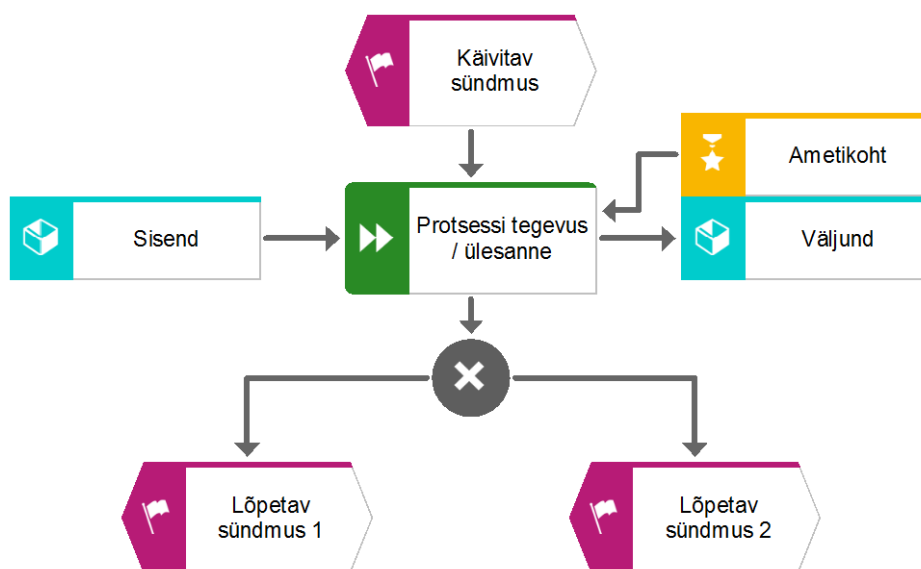 Käivitav
sündmus
Ametikoht
Sisend
Protsessi tegevus
/ ülesanne
Väljund
Lõpetav
sündmus 1
Lõpetav
sündmus 2